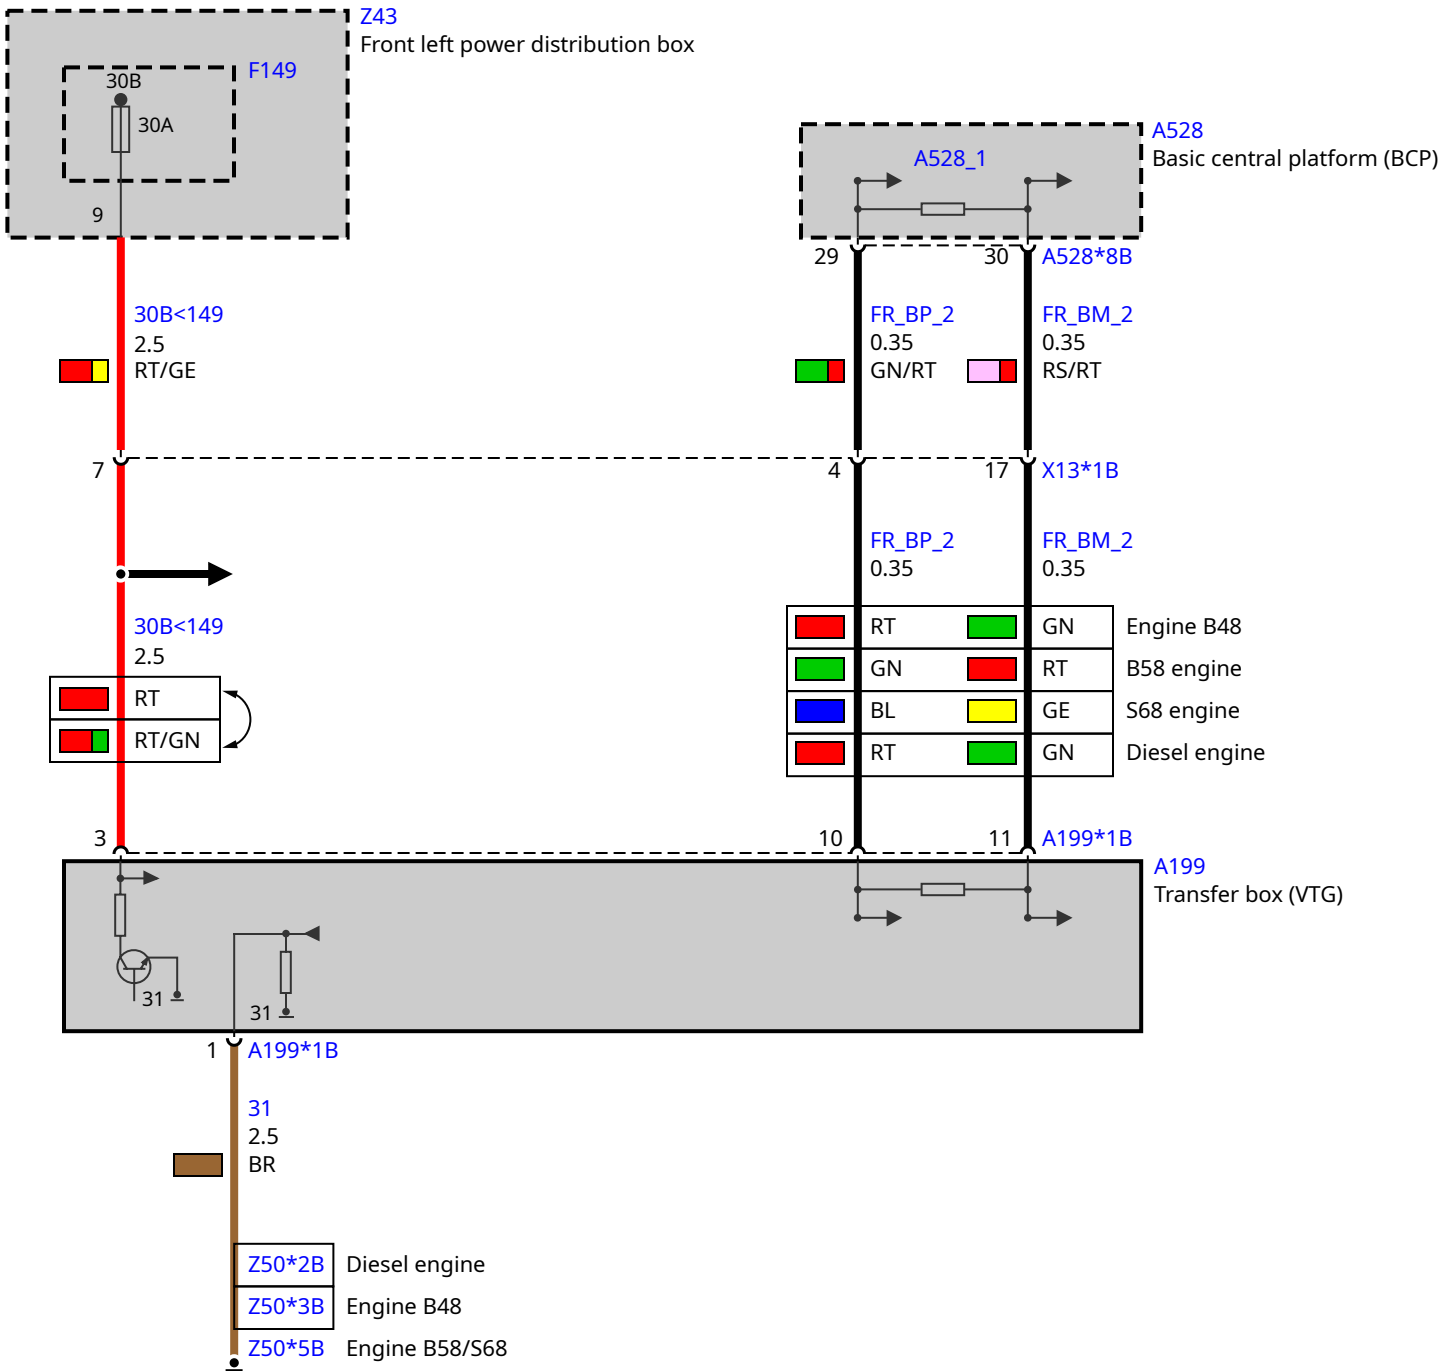 Z43
Front left power distribution box
F149
30B
30A
9
A528
Basic central platform (BCP)
A528_1
29
30
A528*8B
30B<149
2.5
RT/GE
FR_BP_2
0.35
GN/RT
FR_BM_2
0.35
RS/RT
7
4
17
X13*1B
FR_BP_2
0.35
FR_BM_2
0.35
30B<149
2.5
RT
RT/GN
RT GN Engine B48
GN RT B58 engine
BL GE S68 engine
RT GN Diesel engine
3
10
11
A199*1B
A199
Transfer box (VTG)
31
31
1
A199*1B
31
2.5
BR
Z50*2B Diesel engine
Z50*3B Engine B48
Z50*5B Engine B58/S68